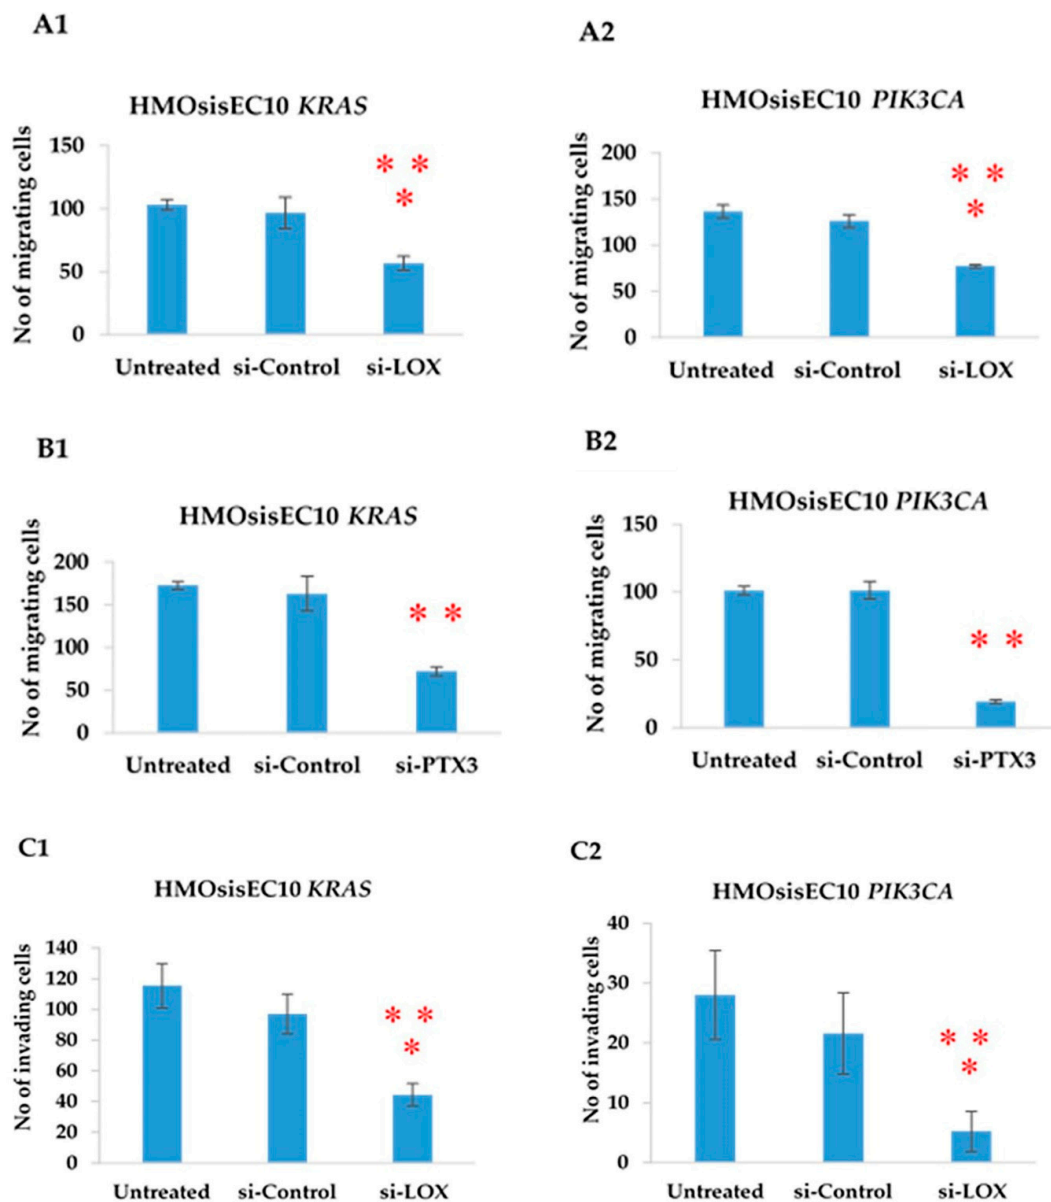 A1
HMOsisEC10 KRAS
No of migrating cells
150
100
50
0
* *
*
Untreated si-Control si-LOX
A2
HMOsisEC10 PIK3CA
No of migrating cells
200
150
100
50
0
* *
*
Untreated si-Control si-LOX
B1
HMOsisEC10 KRAS
No of migrating cells
200
150
100
50
0
* *
Untreated si-Control si-PTX3
B2
HMOsisEC10 PIK3CA
No of migrating cells
150
100
50
0
* *
Untreated si-Control si-PTX3
C1
HMOsisEC10 KRAS
No of invading cells
140
120
100
80
60
40
20
0
* *
*
Untreated si-Control si-LOX
C2
HMOsisEC10 PIK3CA
No of invading cells
40
30
20
10
0
* *
*
Untreated si-Control si-LOX